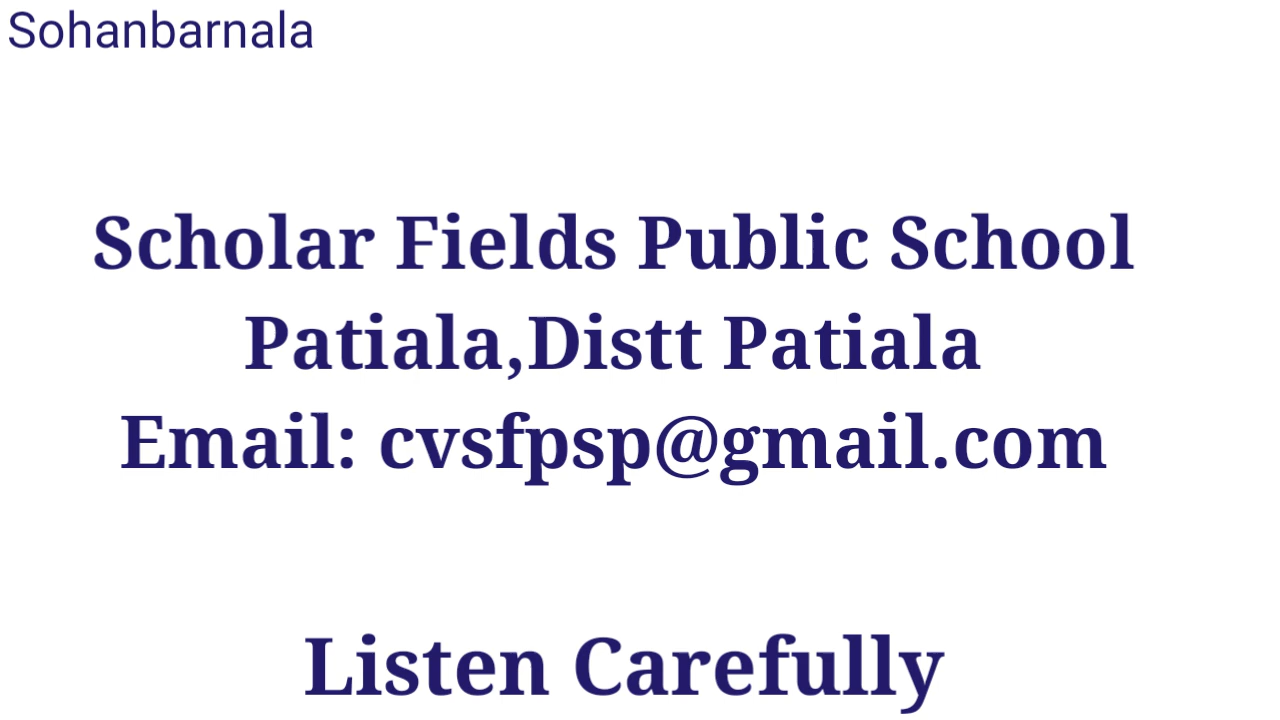 Sohanbarnala
Scholar Fields Public School
Patiala,Distt Patiala
Email: cvsfpsp@gmail.com
Listen Carefully